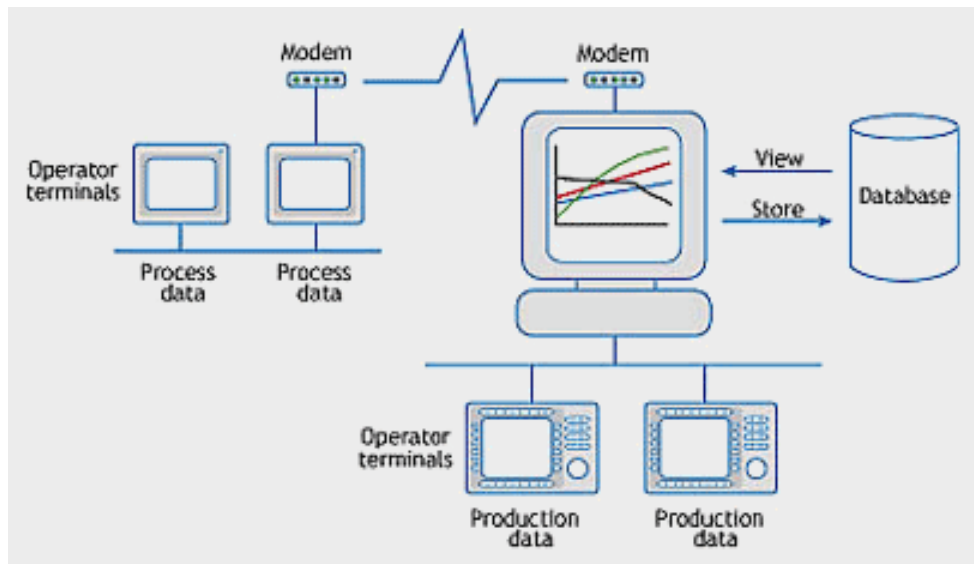 Modem
Modem
Operator
terminals
View
Store
Database
Process
data
Process
data
Operator
terminals
Production
data
Production
data